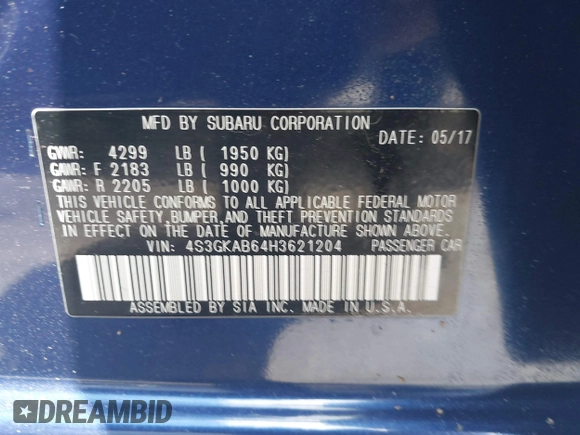 MFD BY SUBARU CORPORATION
DATE: 05/17
GVWR: 4299 LB ( 1950 KG)
GAWR: F 2183 LB ( 990 KG)
GAWR: R 2205 LB ( 1000 KG)
THIS VEHICLE CONFORMS TO ALL APPLICABLE FEDERAL MOTOR
VEHICLE SAFETY,BUMPER,AND THEFT PREVENTION STANDARDS
IN EFFECT ON THE DATE OF MANUFACTURE SHOWN ABOVE.
VIN: 4S3GKAB64H3621204 PASSENGER CAR
ASSEMBLED BY SIA INC. MADE IN U.S.A.
DREAMBID